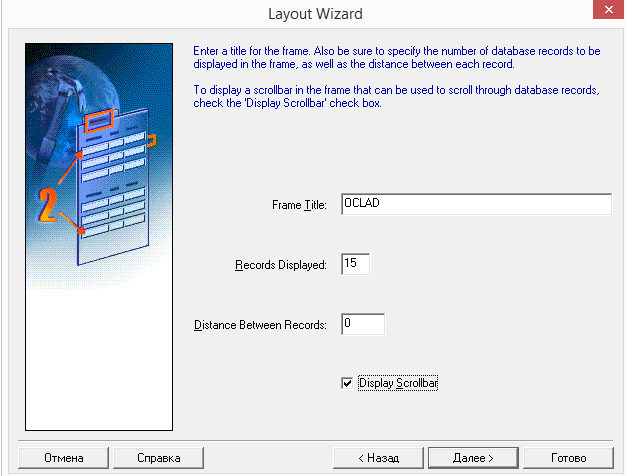 Layout Wizard
Enter a title for the frame. Also be sure to specify the number of database records to be
displayed in the frame, as well as the distance between each record.
To display a scrollbar in the frame that can be used to scroll through database records,
check the 'Display Scrollbar' check box.
2
Frame Title: OCLAD
Records Displayed: 15
Distance Between Records: 0
Display Scrollbar
Отмена Справка < Назад Далее > Готово